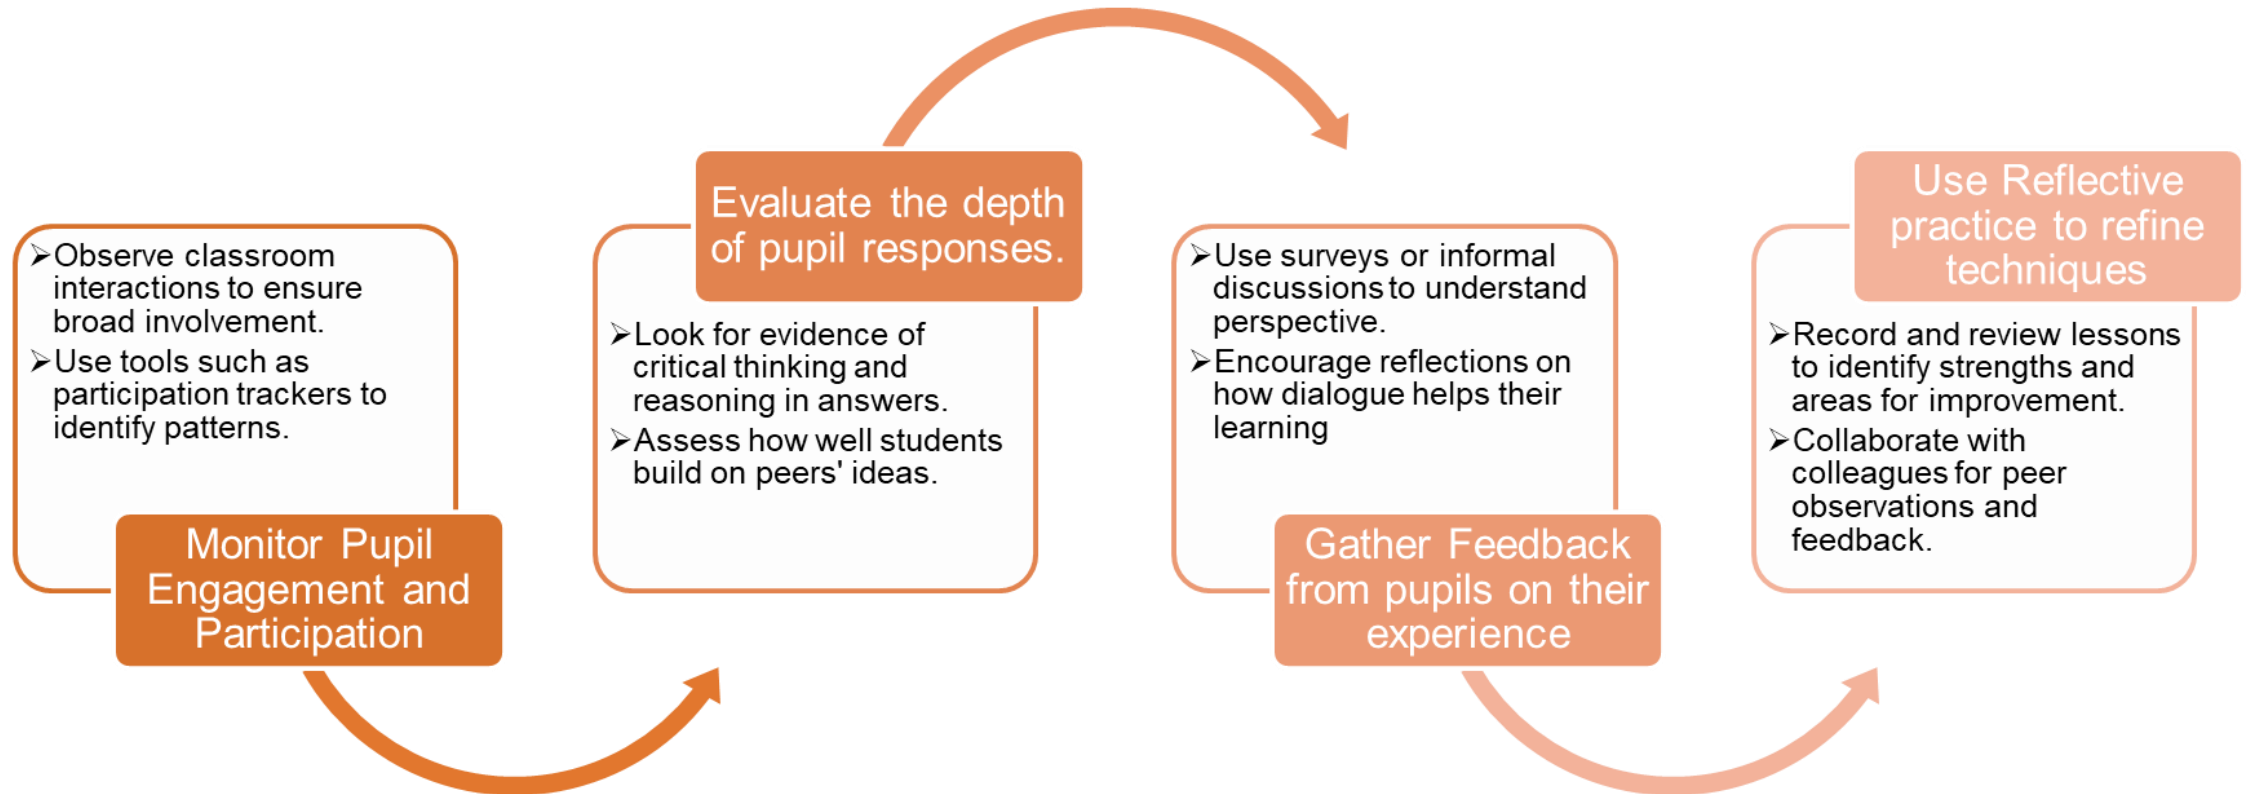 ➢Observe classroom
interactions to ensure
broad involvement.
➢Use tools such as
participation trackers to
identify patterns.
Monitor Pupil
Engagement and
Participation
Evaluate the depth
of pupil responses.
➢Look for evidence of
critical thinking and
reasoning in answers.
➢Assess how well students
build on peers' ideas.
➢Use surveys or informal
discussions to understand
perspective.
➢Encourage reflections on
how dialogue helps their
learning
Gather Feedback
from pupils on their
experience
Use Reflective
practice to refine
techniques
➢Record and review lessons
to identify strengths and
areas for improvement.
➢Collaborate with
colleagues for peer
observations and
feedback.